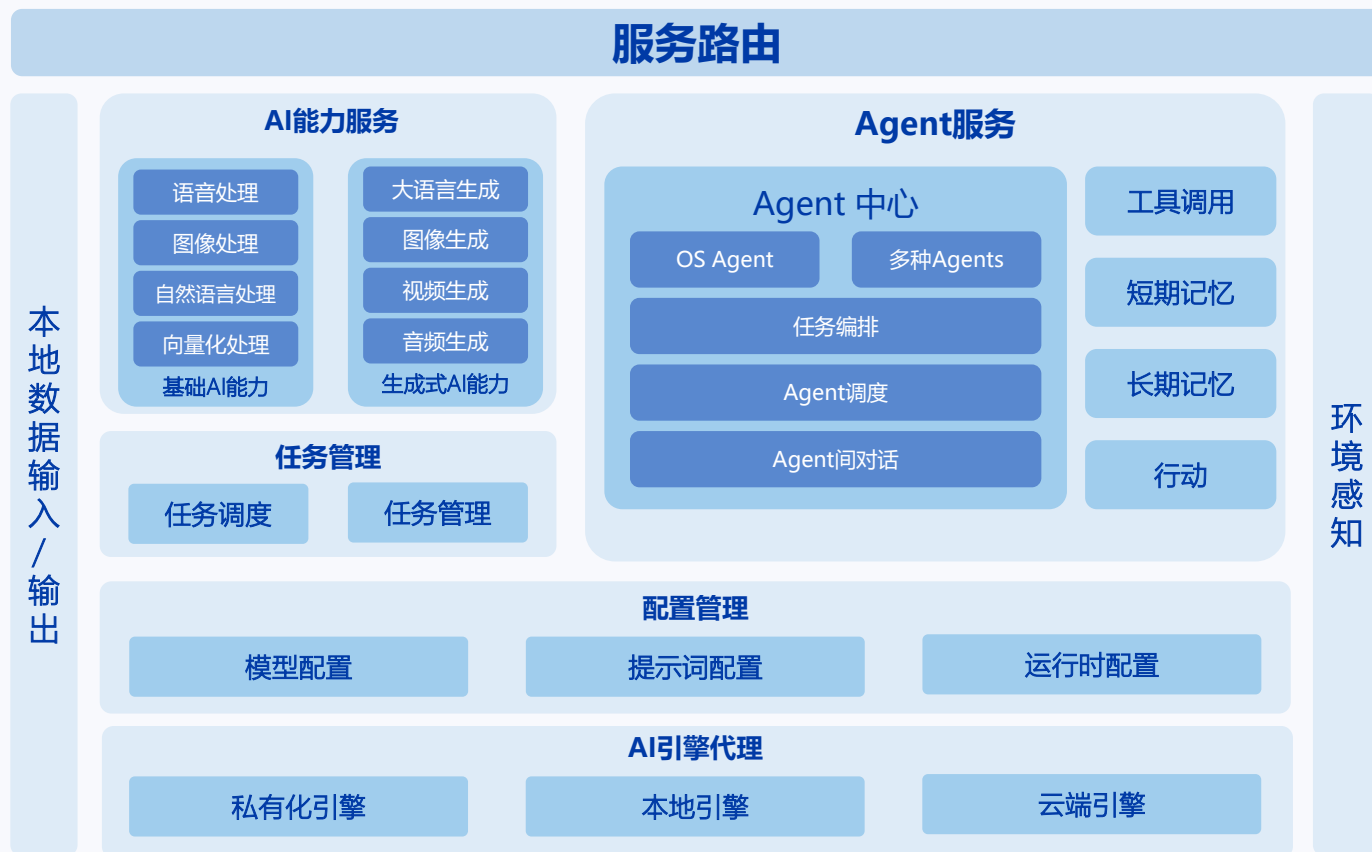 服务路由
本地数据输入/输出
AI能力服务
语音处理
图像处理
自然语言处理
向量化处理
基础AI能力
大语言生成
图像生成
视频生成
音频生成
生成式AI能力
任务管理
任务调度
任务管理
Agent服务
Agent 中心
OS Agent
多种Agents
任务编排
Agent调度
Agent间对话
工具调用
短期记忆
长期记忆
行动
配置管理
模型配置
提示词配置
运行时配置
AI引擎代理
私有化引擎
本地引擎
云端引擎
环境感知